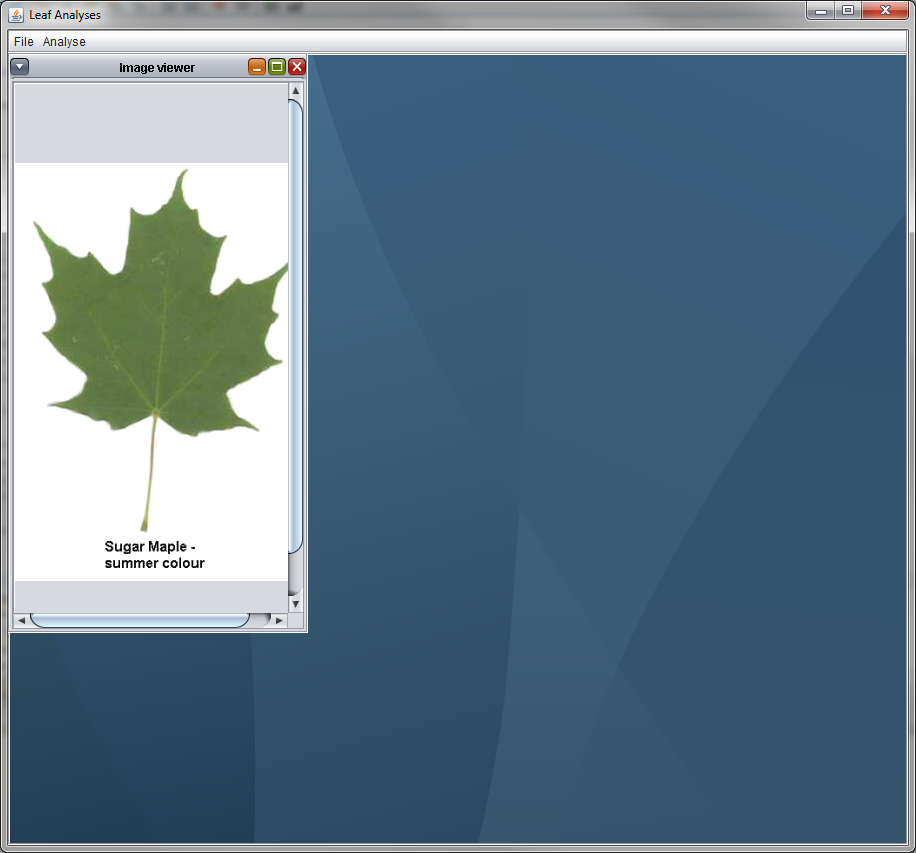 Leaf Analyses
File Analyse
Image viewer
Sugar Maple -
summer colour